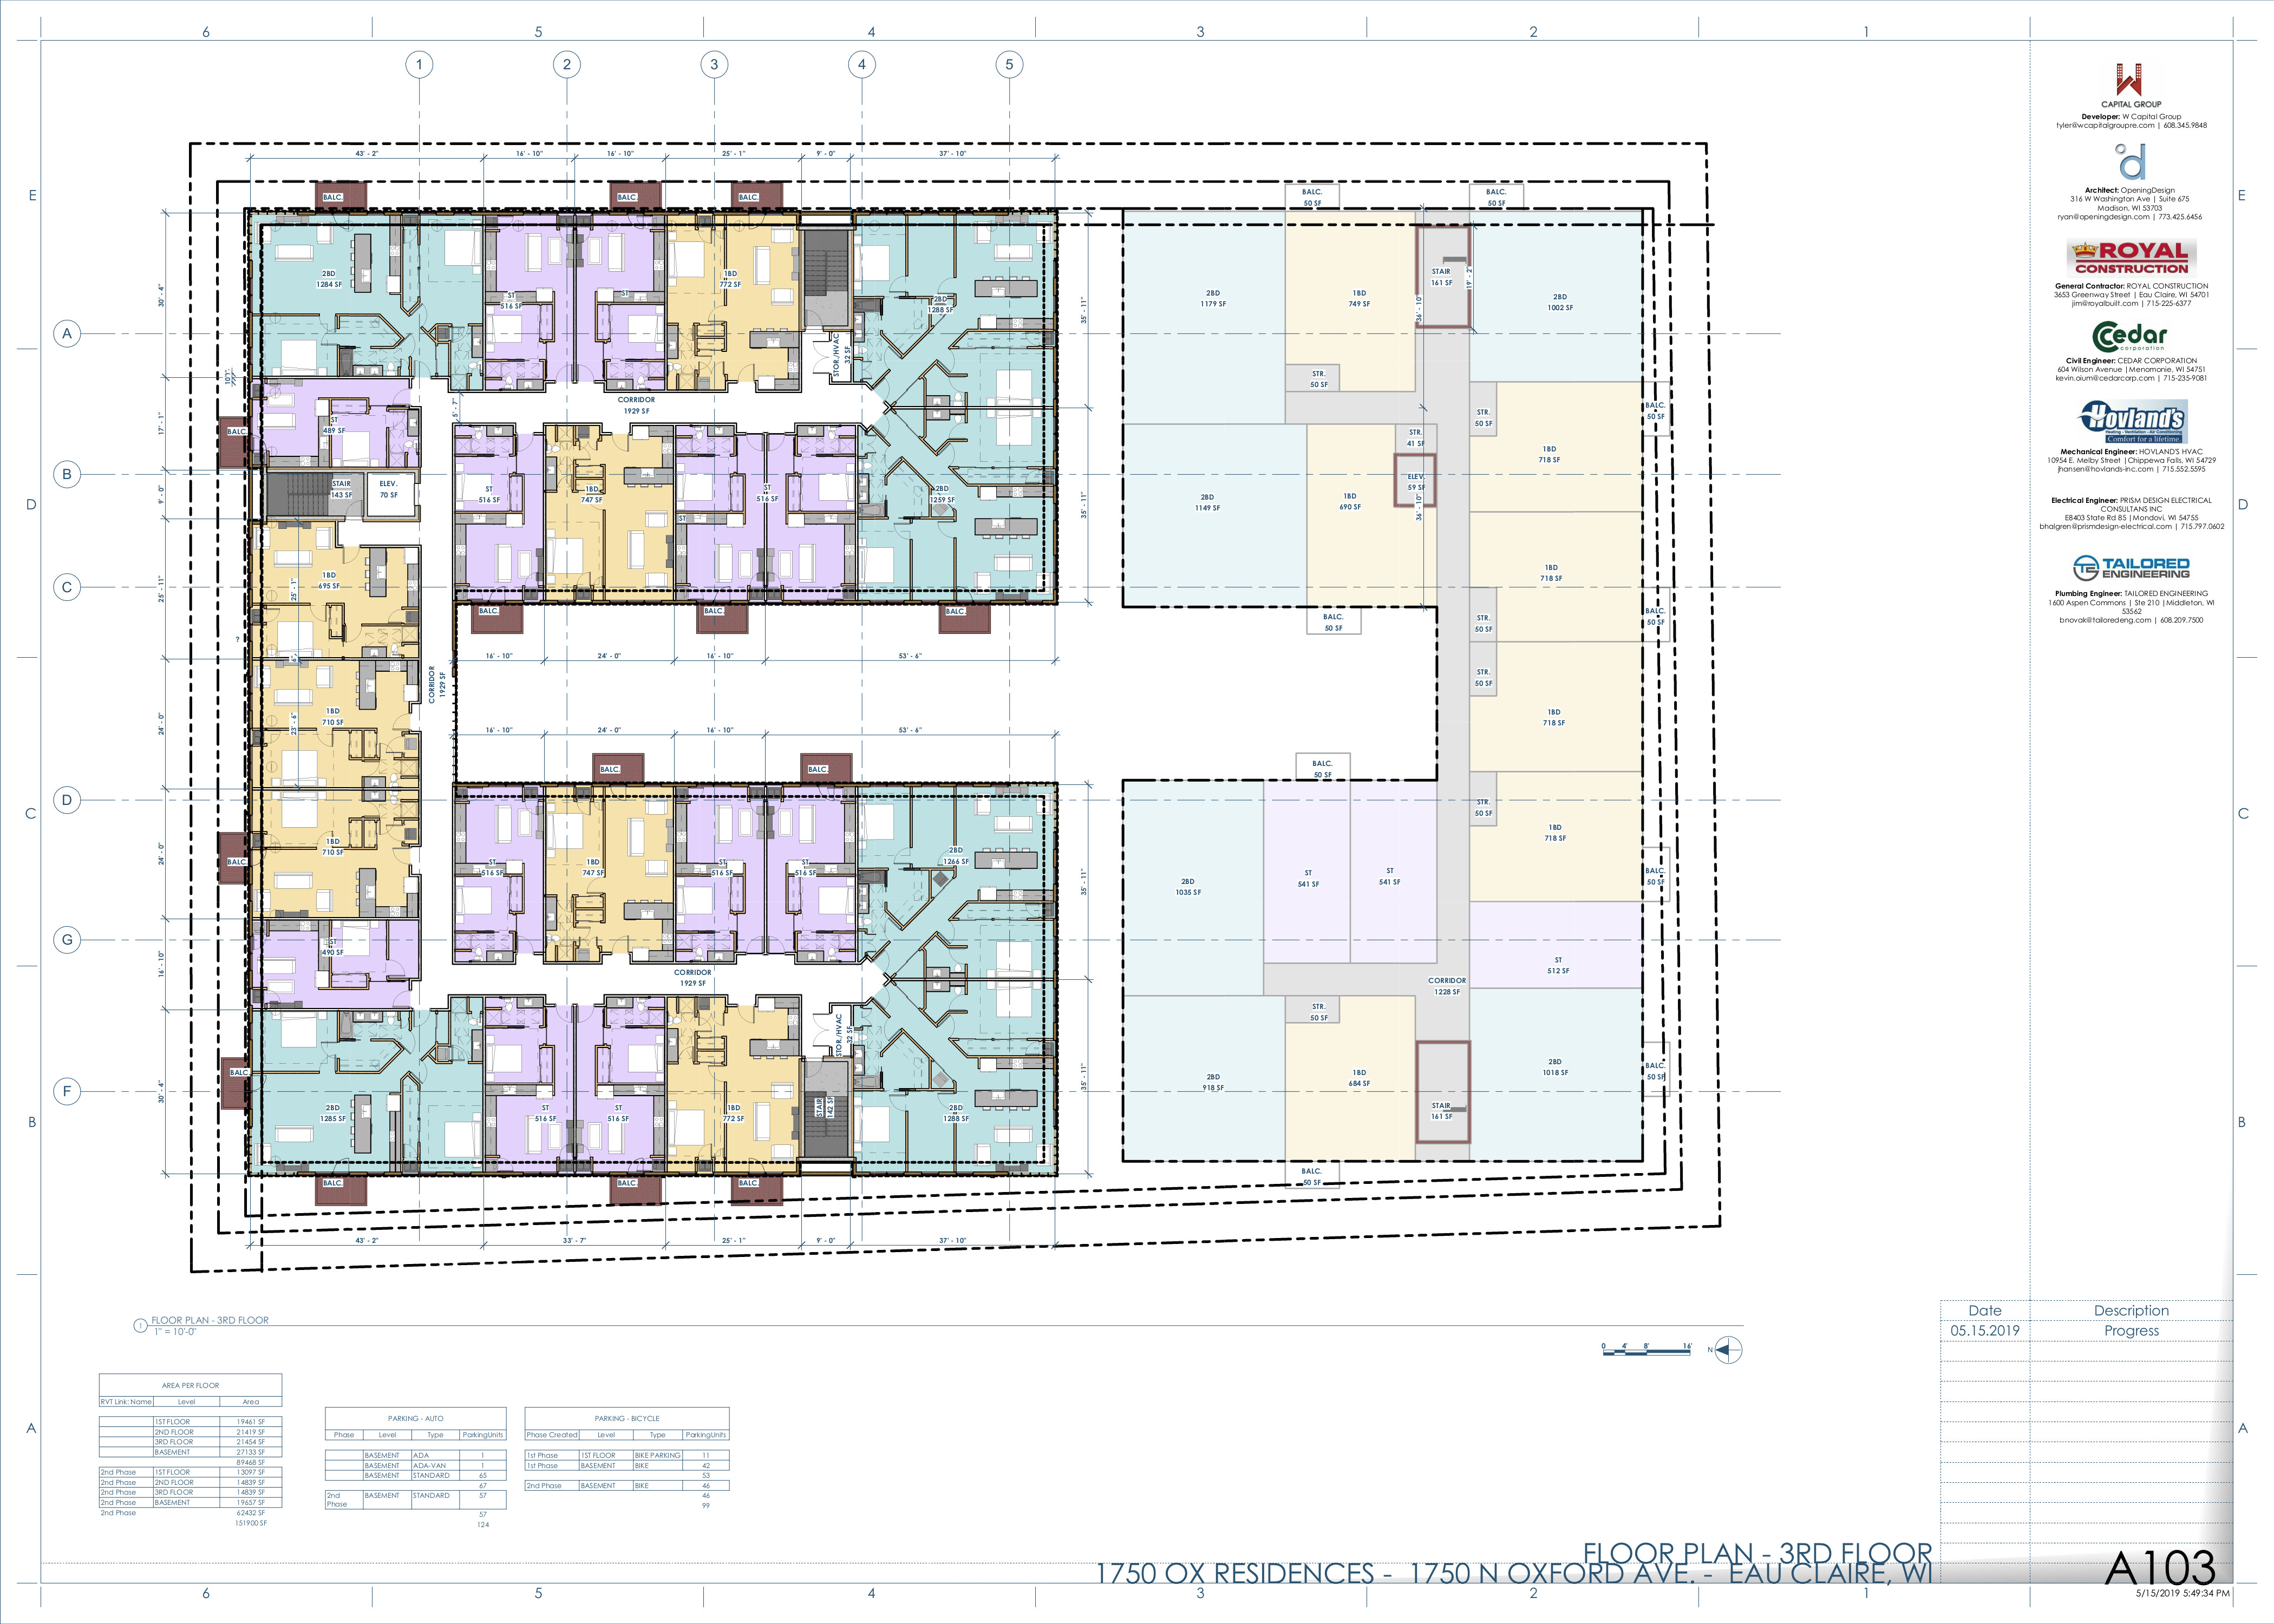 6 5 4 3 2 1
1 2 3 4 5
E
D
C
B
A
A
B
C
D
G
F
43' - 2" 16' - 10" 16' - 10" 25' - 1" 9' - 0" 37' - 10"
BALC. BALC. BALC.
2BD
1284 SF
ST
516 SF
ST
1BD
772 SF
2BD
1288 SF
STOR./HVAC
32 SF
30' - 4"
17' - 1"
9' - 0"
25' - 11"
24' - 0"
24' - 0"
16' - 10"
30' - 4"
CORRIDOR
1929 SF
5' - 7"
ST
489 SF
BALC.
STAIR
143 SF
ELEV.
70 SF
ST
516 SF
1BD
747 SF
ST
516 SF
ST
2BD
1259 SF
35' - 11"
35' - 11"
1BD
695 SF
25' - 1"
?
BALC. BALC. BALC.
16' - 10" 24' - 0" 16' - 10" 53' - 6"
CORRIDOR
1929 SF
1BD
710 SF
23' - 6"
16' - 10" 24' - 0" 16' - 10" 53' - 6"
BALC. BALC.
1BD
710 SF
BALC.
ST
516 SF
1BD
747 SF
ST
516 SF
ST
516 SF
2BD
1266 SF
35' - 11"
35' - 11"
ST
490 SF
CORRIDOR
1929 SF
STOR./HVAC
32 SF
BALC.
2BD
1285 SF
ST
516 SF
ST
516 SF
1BD
772 SF
STAIR
142 SF
2BD
1288 SF
BALC. BALC. BALC.
43' - 2" 33' - 7" 25' - 1" 9' - 0" 37' - 10"
BALC.
50 SF
BALC.
50 SF
2BD
1179 SF
1BD
749 SF
STAIR
161 SF
19' - 2"
36' - 10"
2BD
1002 SF
STR.
50 SF
STR.
50 SF
BALC.
50 SF
STR.
41 SF
ELEV.
59 SF
36' - 10"
2BD
1149 SF
1BD
690 SF
1BD
718 SF
1BD
718 SF
BALC.
50 SF
STR.
50 SF
BALC.
50 SF
STR.
50 SF
1BD
718 SF
BALC.
50 SF
STR.
50 SF
1BD
718 SF
2BD
1035 SF
ST
541 SF
ST
541 SF
BALC.
50 SF
ST
512 SF
CORRIDOR
1228 SF
STR.
50 SF
2BD
918 SF
1BD
684 SF
STAIR
161 SF
2BD
1018 SF
BALC.
50 SF
BALC.
50 SF
1 FLOOR PLAN - 3RD FLOOR
1" = 10'-0"
0 4' 8' 16' N
AREA PER FLOOR
RVT Link: Name Level Area
1ST FLOOR 19461 SF
2ND FLOOR 21419 SF
3RD FLOOR 21454 SF
BASEMENT 27133 SF
89468 SF
2nd Phase 1ST FLOOR 13097 SF
2nd Phase 2ND FLOOR 14839 SF
2nd Phase 3RD FLOOR 14839 SF
2nd Phase BASEMENT 19657 SF
2nd Phase 62432 SF
151900 SF
PARKING - AUTO
Phase Level Type ParkingUnits
BASEMENT ADA 1
BASEMENT ADA-VAN 1
BASEMENT STANDARD 65
67
2nd Phase BASEMENT STANDARD 57
57
124
PARKING - BICYCLE
Phase Created Level Type ParkingUnits
1st Phase 1ST FLOOR BIKE PARKING 11
1st Phase BASEMENT BIKE 42
53
2nd Phase BASEMENT BIKE 46
46
99
CAPITAL GROUP
Developer: W Capital Group
tyler@wcapitalgroupre.com | 608.345.9848
Architect: OpeningDesign
316 W Washington Ave | Suite 675
Madison, WI 53703
ryan@openingdesign.com | 773.425.6456
ROYAL
CONSTRUCTION
General Contractor: ROYAL CONSTRUCTION
3653 Greenway Street | Eau Claire, WI 54701
jim@royalbuilt.com | 715-225-6377
Cedar
corporation
Civil Engineer: CEDAR CORPORATION
604 Wilson Avenue |Menomonie, WI 54751
kevin.oium@cedarcorp.com | 715-235-9081
Hovland's
Heating - Ventilation - Air Conditioning
Comfort for a lifetime
Mechanical Engineer: HOVLAND'S HVAC
10954 E. Melby Street |Chippewa Falls, WI 54729
jhansen@hovlands-inc.com | 715.552.5595
Electrical Engineer: PRISM DESIGN ELECTRICAL
CONSULTANS INC
E8403 State Rd 85 |Mondovi, WI 54755
bhalgren@prismdesign-electrical.com | 715.797.0602
TE TAILORED
ENGINEERING
Plumbing Engineer: TAILORED ENGINEERING
1600 Aspen Commons | Ste 210 |Middleton, WI
53562
bnovak@tailoredeng.com | 608.209.7500
Date Description
05.15.2019 Progress
FLOOR PLAN - 3RD FLOOR
1750 OX RESIDENCES - 1750 N OXFORD AVE. - EAU CLAIRE, WI
A103
5/15/2019 5:49:34 PM
E
D
C
B
A
6 5 4 3 2 1